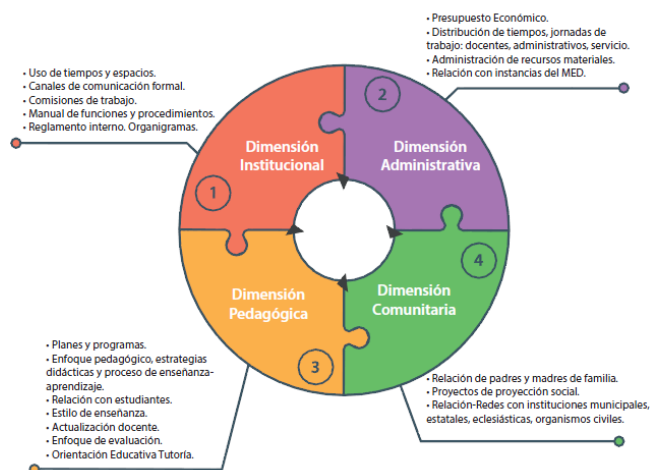 • Uso de tiempos y espacios.
• Canales de comunicación formal.
• Comisiones de trabajo.
• Manual de funciones y procedimientos.
• Reglamento interno. Organigramas.
• Presupuesto Económico.
• Distribución de tiempos, jornadas de
trabajo: docentes, administrativos, servicio.
• Administración de recursos materiales.
• Relación con instancias del MED.
1
Dimensión
Institucional
2
Dimensión
Administrativa
Dimensión
Pedagógica
3
Dimensión
Comunitaria
4
• Planes y programas.
• Enfoque pedagógico, estrategias
didácticas y proceso de enseñanza-
aprendizaje.
• Relación con estudiantes.
• Estilo de enseñanza.
• Actualización docente.
• Enfoque de evaluación.
• Orientación Educativa Tutoría.
• Relación de padres y madres de familia.
• Proyectos de proyección social.
• Relación-Redes con instituciones municipales,
estatales, eclesiásticas, organismos civiles.